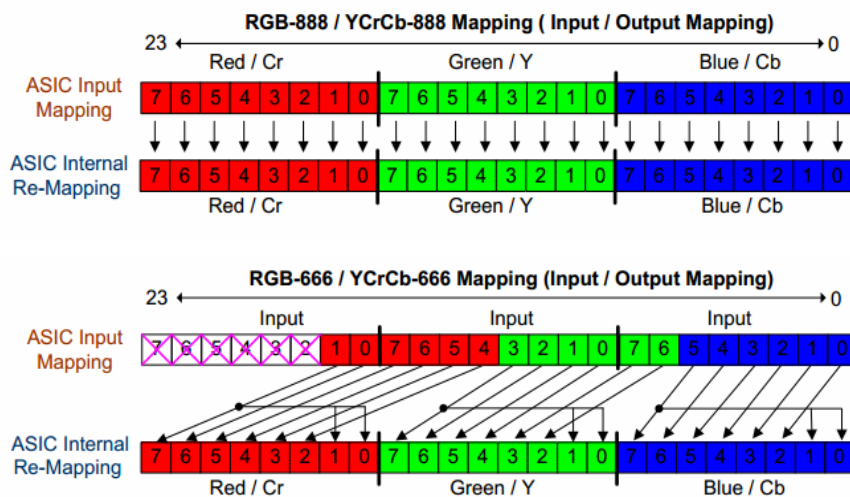 RGB-888 / YCrCb-888 Mapping ( Input / Output Mapping)
23 0
Red / Cr Green / Y Blue / Cb
ASIC Input Mapping 7 6 5 4 3 2 1 0 7 6 5 4 3 2 1 0 7 6 5 4 3 2 1 0
ASIC Internal Re-Mapping 7 6 5 4 3 2 1 0 7 6 5 4 3 2 1 0 7 6 5 4 3 2 1 0
Red / Cr Green / Y Blue / Cb
RGB-666 / YCrCb-666 Mapping (Input / Output Mapping)
23 0
Input Input Input
ASIC Input Mapping 7 6 5 4 3 2 1 0 7 6 5 4 3 2 1 0 7 6 5 4 3 2 1 0
ASIC Internal Re-Mapping 7 6 5 4 3 2 1 0 7 6 5 4 3 2 1 0 7 6 5 4 3 2 1 0
Red / Cr Green / Y Blue / Cb